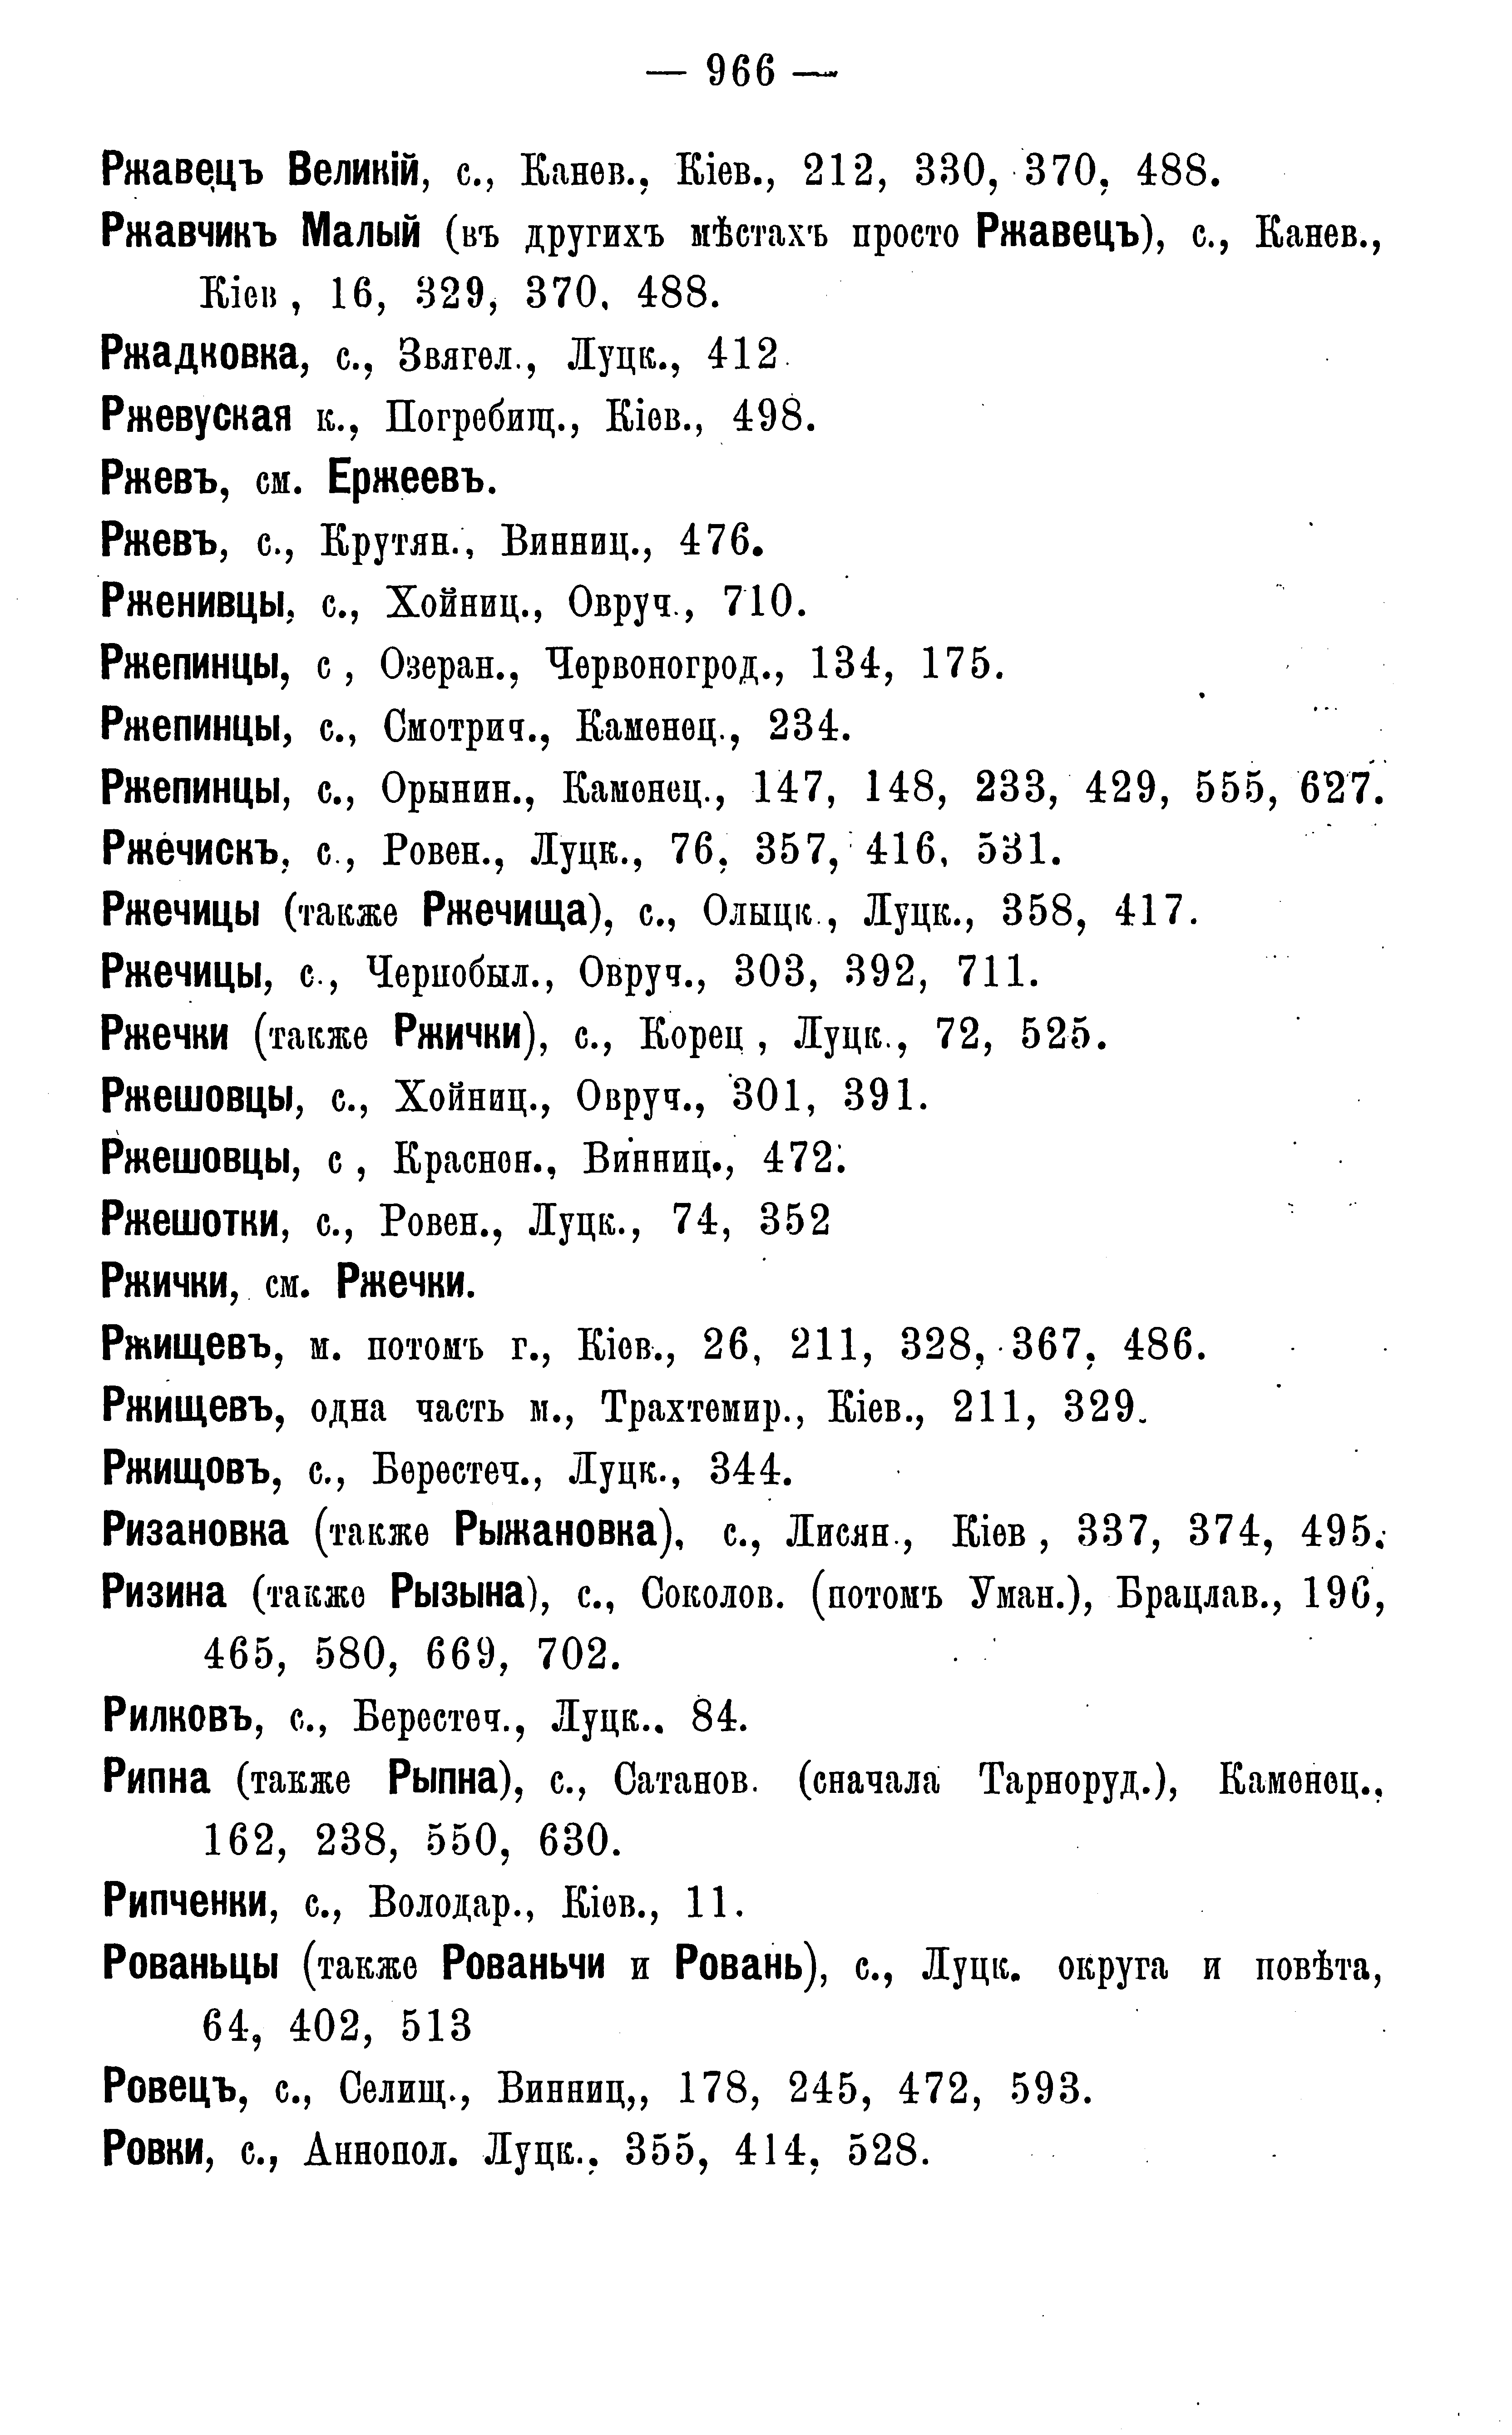 — 966 —
Ржавецъ Великій, с., Канев., Кіев., 212, 330, 370, 488.
Ржавчикъ Малый (въ другихъ мѣстахъ просто Ржавецъ), с., Канев.,
Кіев , 16, 329, 370, 488.
Ржадковка, с., Звягел., Луцк., 412.
Ржевуская к., Погребищ., Кіев., 498.
Ржевъ, см. Ержеевъ.
Ржевъ, с., Крутян., Винниц., 476.
Рженивцы, с., Хойниц., Овруч., 710.
Ржепинцы, с , Озеран., Червоногрод., 134, 175.
Ржепинцы, с., Смотрич., Каменец., 234.
Ржепинцы, с., Орынин., Каменец., 147, 148, 233, 429, 555, 627.
Ржечискъ, с., Ровен., Луцк., 76, 357, 416, 531.
Ржечицы (также Ржечища), с., Олыцк., Луцк., 358, 417.
Ржечицы, с., Чернобыл., Овруч., 303, 392, 711.
Ржечки (также Ржички), с., Корец , Луцк., 72, 525.
Ржешовцы, с., Хойниц., Овруч., 301, 391.
Ржешовцы, с , Краснян., Винниц., 472.
Ржешотки, с., Ровен., Луцк., 74, 352
Ржички, см. Ржечки.
Ржищевъ, м. потомъ г., Кіев., 26, 211, 328, 367, 486.
Ржищевъ, одна часть м., Трахтемир., Кіев., 211, 329.
Ржищовъ, с., Берестеч., Луцк., 344.
Ризановка (также Рыжановка), с., Лисян., Кіев , 337, 374, 495.
Ризина (также Рызына), с., Соколов. (потомъ Уман.), Брацлав., 196,
465, 580, 669, 702.
Рилковъ, с., Берестеч., Луцк.. 84.
Рипна (также Рыпна), с., Сатанов. (сначала Тарноруд.), Каменец.,
162, 238, 550, 630.
Рипченки, с., Володар., Кіев., 11.
Рованьцы (также Рованьчи и Ровань), с., Луцк. округа и повѣта,
64, 402, 513
Ровецъ, с., Селищ., Винниц,, 178, 245, 472, 593.
Ровки, с., Аннопол. Луцк., 355, 414, 528.